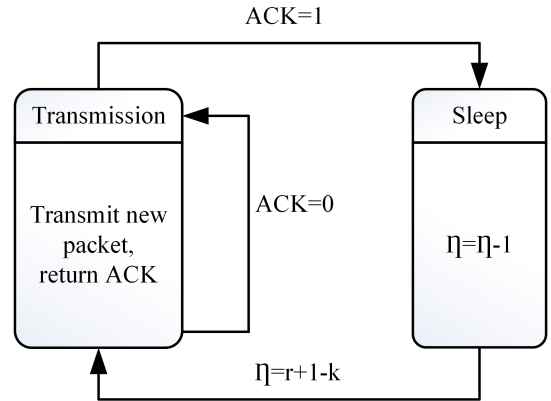 ACK=1
Transmission
Sleep
Transmit new
packet,
return ACK
ACK=0
η=η-1
η=r+1-k